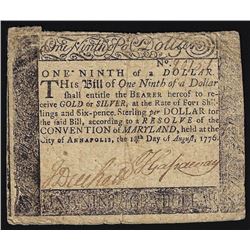 One Ninth of a Dollar.
No.
ONE NINTH of a DOLLAR.
THIS Bill of One Ninth of a Dollar
shall entitle the BEARER hereof to re-
ceive GOLD or SILVER, at the Rate of Four Shil-
lings and Six-pence, Sterling per DOLLAR for
the said Bill, according to a RESOLVE of the
CONVENTION of MARYLAND, held at the
City of ANNAPOLIS, the 14th Day of August, 1776.